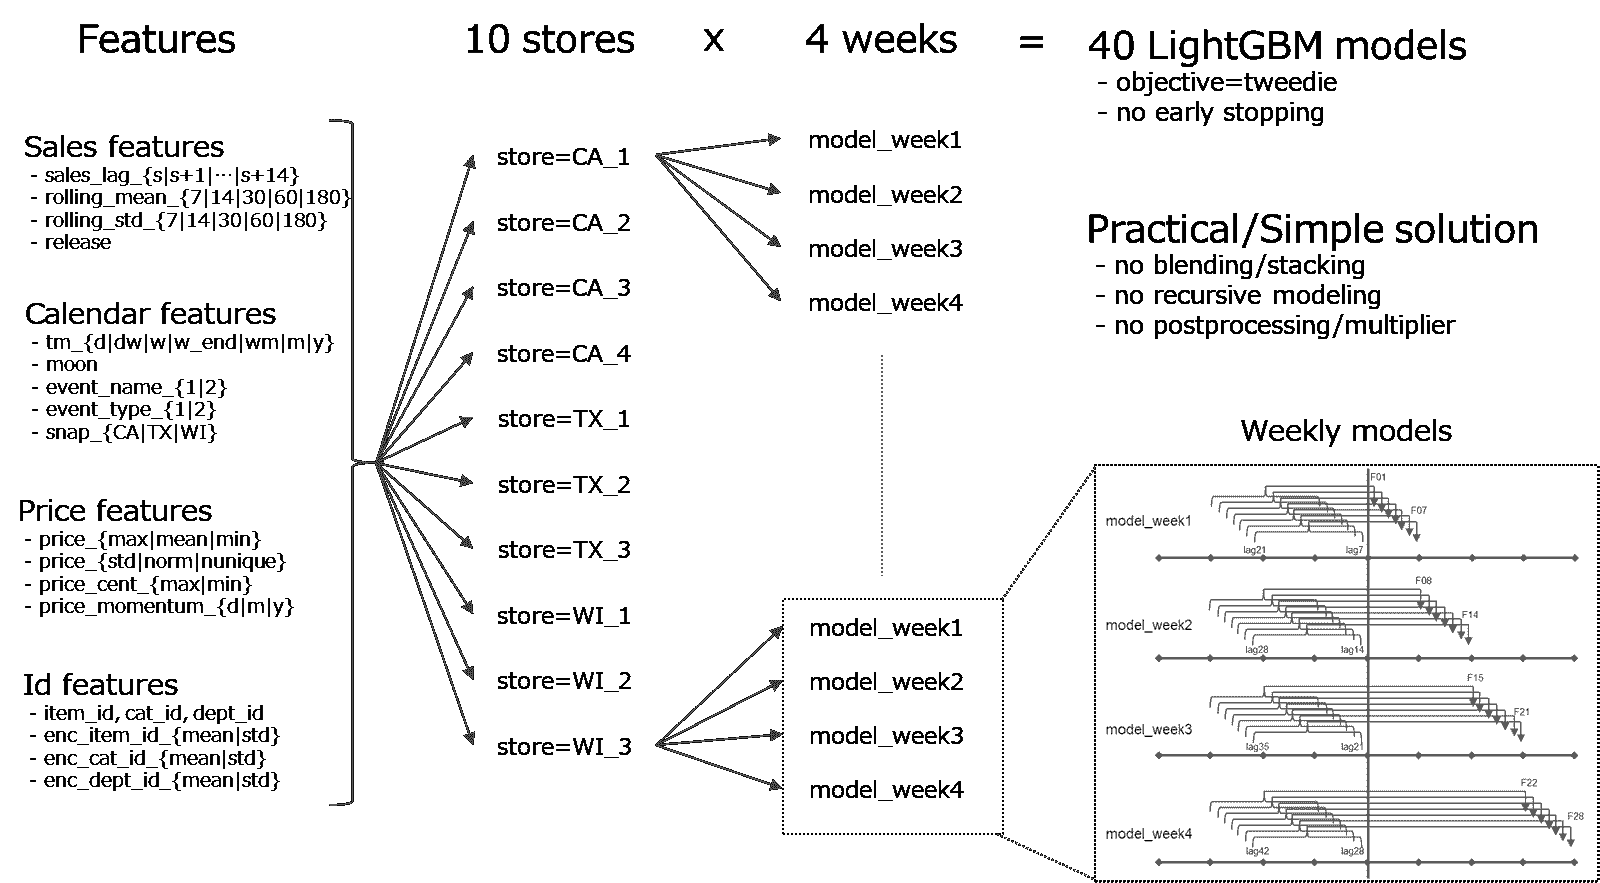 Features
10 stores
x
4 weeks
=
40 LightGBM models
- objective=tweedie
- no early stopping
Sales features
- sales_lag_{s|s+1|…|s+14}
- rolling_mean_{7|14|30|60|180}
- rolling_std_{7|14|30|60|180}
- release
Calendar features
- tm_{d|dw|w|w_end|wm|m|y}
- moon
- event_name_{1|2}
- event_type_{1|2}
- snap_{CA|TX|WI}
Price features
- price_{max|mean|min}
- price_{std|norm|nunique}
- price_cent_{max|min}
- price_momentum_{d|m|y}
Id features
- item_id, cat_id, dept_id
- enc_item_id_{mean|std}
- enc_cat_id_{mean|std}
- enc_dept_id_{mean|std}
store=CA_1
store=CA_2
store=CA_3
store=CA_4
store=TX_1
store=TX_2
store=TX_3
store=WI_1
store=WI_2
store=WI_3
model_week1
model_week2
model_week3
model_week4
model_week1
model_week2
model_week3
model_week4
Practical/Simple solution
- no blending/stacking
- no recursive modeling
- no postprocessing/multiplier
Weekly models
F01
F07
model_week1
lag21
lag7
F08
F14
model_week2
lag28
lag14
F15
F21
model_week3
lag35
lag21
F22
F28
model_week4
lag42
lag28